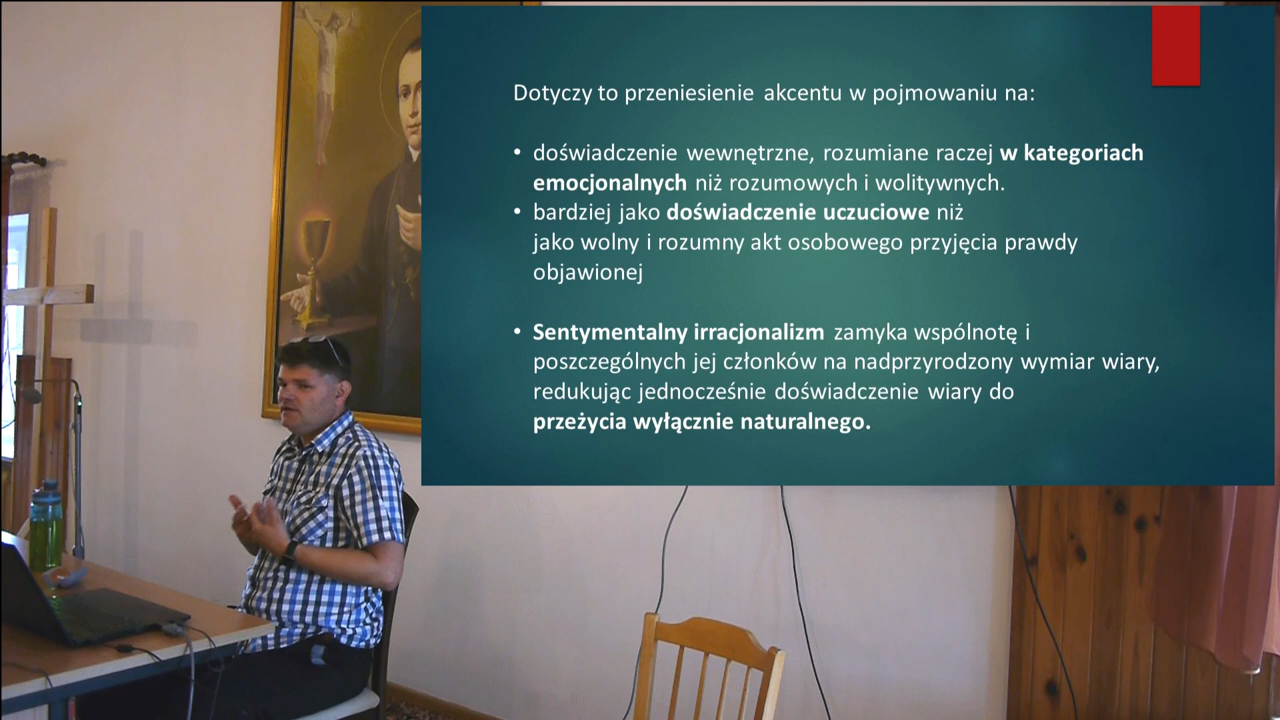 Dotyczy to przeniesienie akcentu w pojmowaniu na:
• doświadczenie wewnętrzne, rozumiane raczej w kategoriach
emocjonalnych niż rozumowych i wolitywnych.
• bardziej jako doświadczenie uczuciowe niż
jako wolny i rozumny akt osobowego przyjęcia prawdy
objawionej
• Sentymentalny irracjonalizm zamyka wspólnotę i
poszczególnych jej członków na nadprzyrodzony wymiar wiary,
redukując jednocześnie doświadczenie wiary do
przeżycia wyłącznie naturalnego.